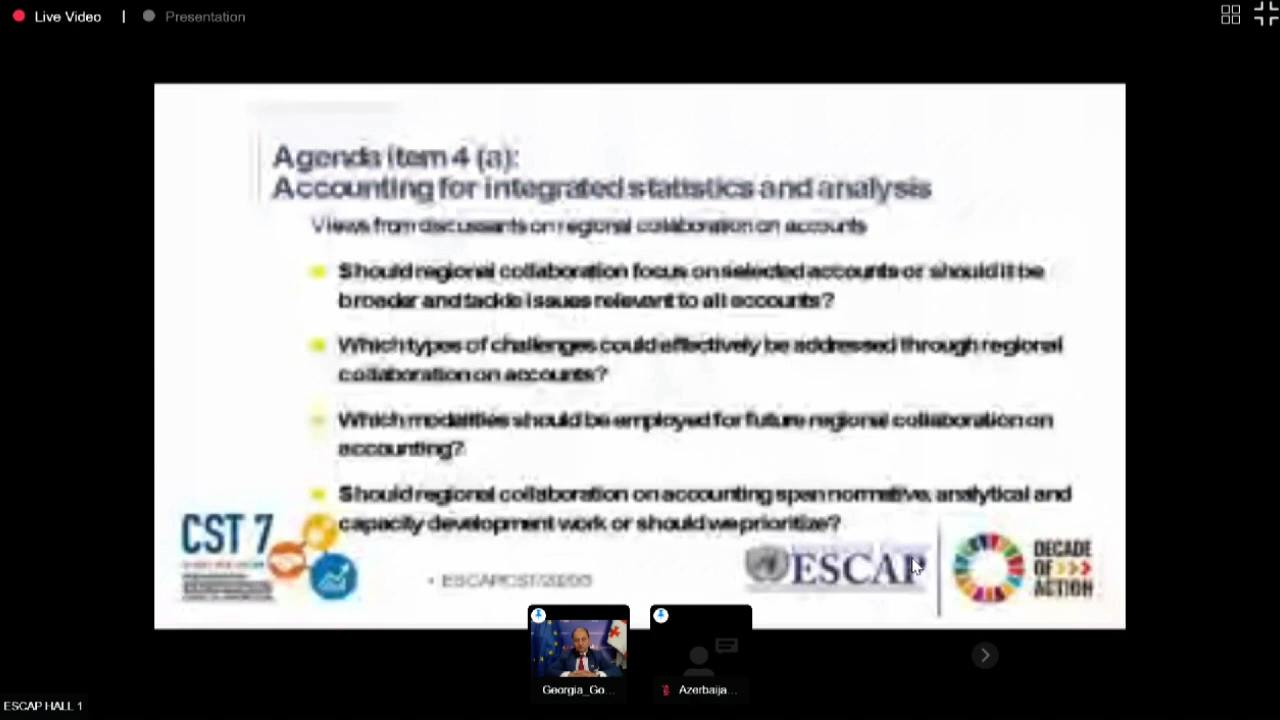 Live Video | Presentation
Agenda item 4 (a):
Accounting for integrated statistics and analysis
Views from discussants on regional collaboration on accounts
Should regional collaboration focus on selected accounts or should it be
broader and tackle issues relevant to all accounts?
Which types of challenges could effectively be addressed through regional
collaboration on accounts?
Which modalities should be employed for future regional collaboration on
accounting?
Should regional collaboration on accounting span normative, analytical and
capacity development work or should we prioritize?
CST 7
ESCAP
DECADE
OF >>>
ACTION
Georgia_Go...
Azerbaija...
ESCAP HALL 1